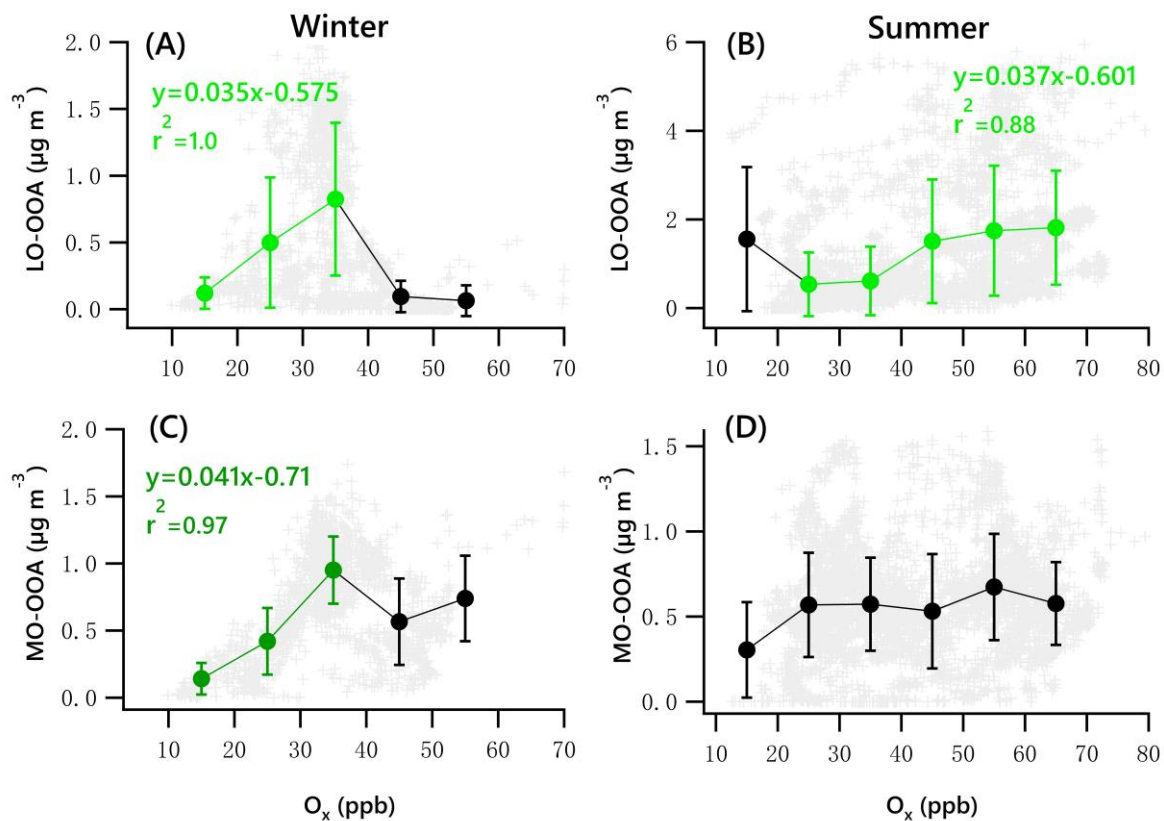 Winter
Summer
(A)
y=0.035x-0.575
r²=1.0
LO-OOA (µg m⁻³)
2.0
1.5
1.0
0.5
0.0
10 20 30 40 50 60 70
(B)
y=0.037x-0.601
r²=0.88
LO-OOA (µg m⁻³)
6
4
2
0
10 20 30 40 50 60 70 80
(C)
y=0.041x-0.71
r²=0.97
MO-OOA (µg m⁻³)
2.0
1.5
1.0
0.5
0.0
10 20 30 40 50 60 70
Oₓ (ppb)
(D)
MO-OOA (µg m⁻³)
1.5
1.0
0.5
0.0
10 20 30 40 50 60 70 80
Oₓ (ppb)